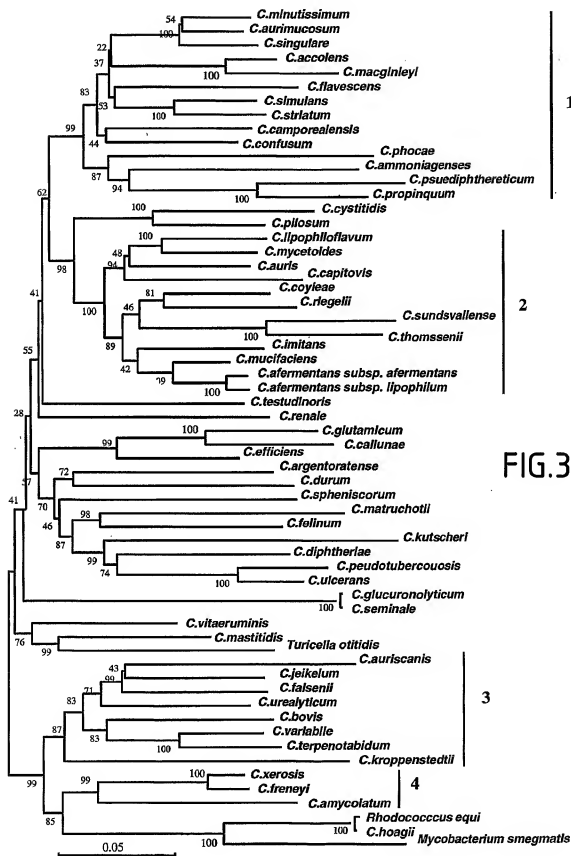 C.minutissimum
54
C.aurimucosum
100
C.singulare
22
C.accolens
37
100
C.macginleyi
C.flavescens
83
53
C.simulans
100
C.striatum
1
99
C.camporealensis
44
C.confusum
C.phocae
87
C.ammoniagenses
94
C.psuediphthereticum
100
C.propinquum
62
C.cystitidis
100
C.pilosum
98
C.lipophiloflavum
100
C.mycetoides
48
C.auris
94
C.capitovis
100
C.coyleae
81
C.riegelii
46
2
C.sundsvallense
100
C.thomssenii
89
C.imitans
42
C.mucifaciens
C.afermentans subsp. afermentans
100
C.afermentans subsp. lipophilum
41
C.testudinoris
55
C.renale
28
C.glutamicum
100
C.callunae
99
C.efficiens
FIG.3
C.argentoratense
72
C.durum
57
70
C.spheniscorum
46
C.matruchotii
98
C.felinum
87
C.kutscheri
99
C.diphtheriae
74
C.peudotubercouosis
100
C.ulcerans
41
C.glucuronolyticum
100
C.seminale
C.vitaeruminis
76
C.mastitidis
99
Turicella otitidis
C.auriscanis
43
C.jeikelum
99
C.falsenii
71
C.urealyticum
83
3
C.bovis
83
C.variabile
100
C.terpenotabidum
87
C.kroppenstedtii
C.xerosis
100
99
C.freneyi
4
99
C.amycolatum
85
Rhodococccus equi
100
C.hoagii
100
Mycobacterium smegmatis
0.05